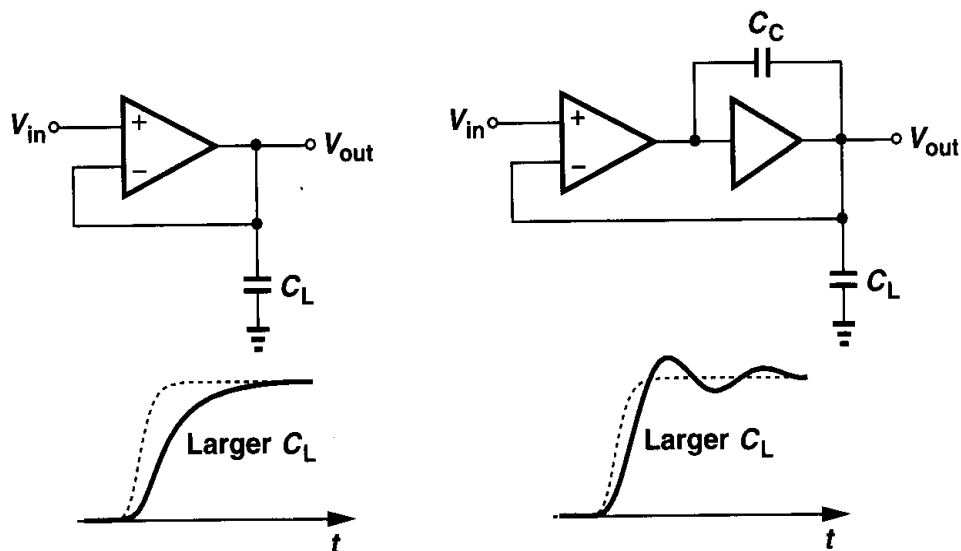 V_in
+
−
V_out
C_L
Larger C_L
t
C_C
V_in
+
−
V_out
C_L
Larger C_L
t